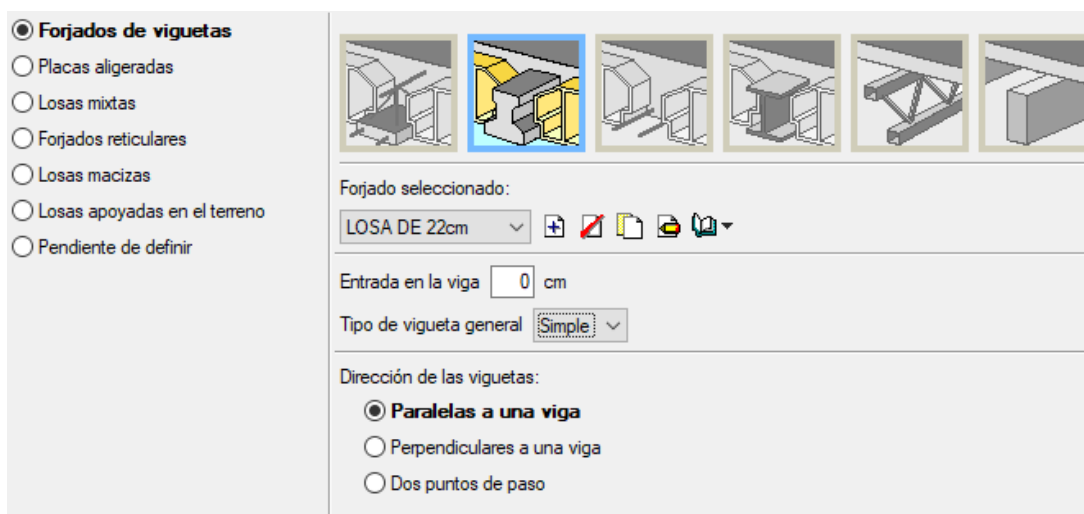 Forjados de viguetas
Placas aligeradas
Losas mixtas
Forjados reticulares
Losas macizas
Losas apoyadas en el terreno
Pendiente de definir
Forjado seleccionado:
LOSA DE 22cm
Entrada en la viga 0 cm
Tipo de vigueta general Simple
Dirección de las viguetas:
Paralelas a una viga
Perpendiculares a una viga
Dos puntos de paso